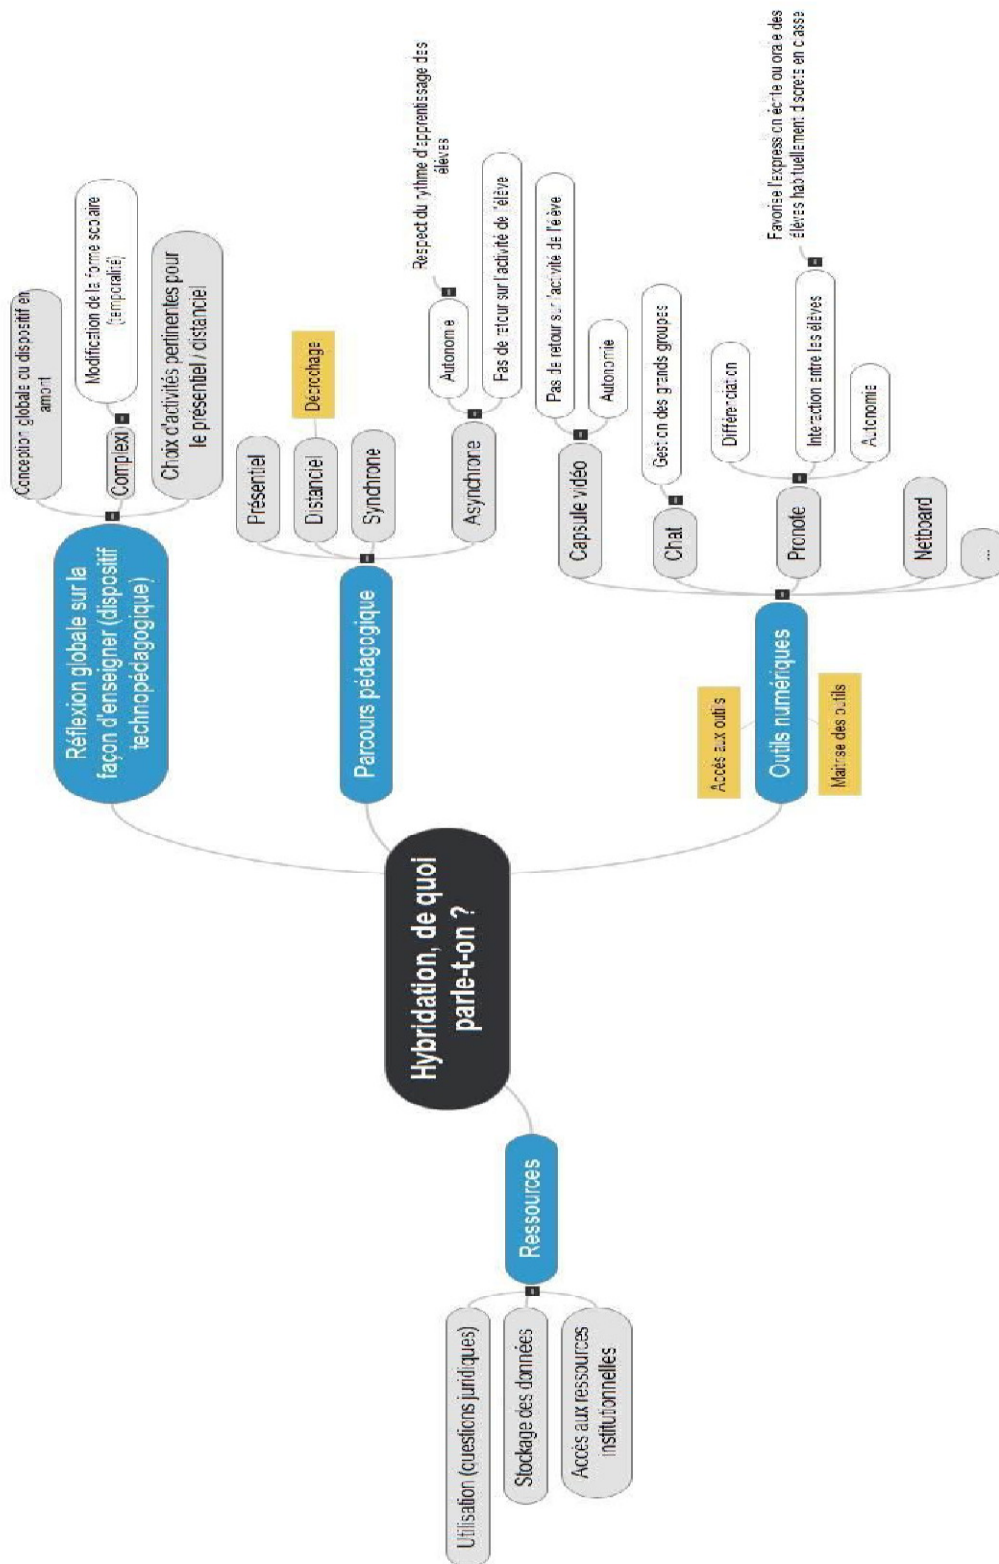 Hybridation, de quoi
parle-t-on ?
Réflexion globale sur la
façon d'enseigner (dispositif
technopédagogique)
Conception globale du dispositif en
amont
Complexi
Modification de la forme scolaire
(temporalité)
Choix d'activités pertinentes pour
le présentiel / distanciel
Parcours pédagogique
Présentiel
Distanciel
Décrochage
Synchrone
Asynchrone
Autonomie
Respect du rythme d'apprentissage des
élèves
Pas de retour sur l'activité de l'élève
Outils numériques
Accès aux outils
Maitrise des outils
Capsule vidéo
Pas de retour sur l'activité de l'élève
Autonomie
Chat
Gestion des grands groupes
Pronote
Différenciation
Interaction entre les élèves
Favorise l'expression écrite ou orale des
élèves habituellement discrets en classe
Autonomie
Netboard
...
Ressources
Utilisation (questions juridiques)
Stockage des données
Accès aux ressources
institutionnelles